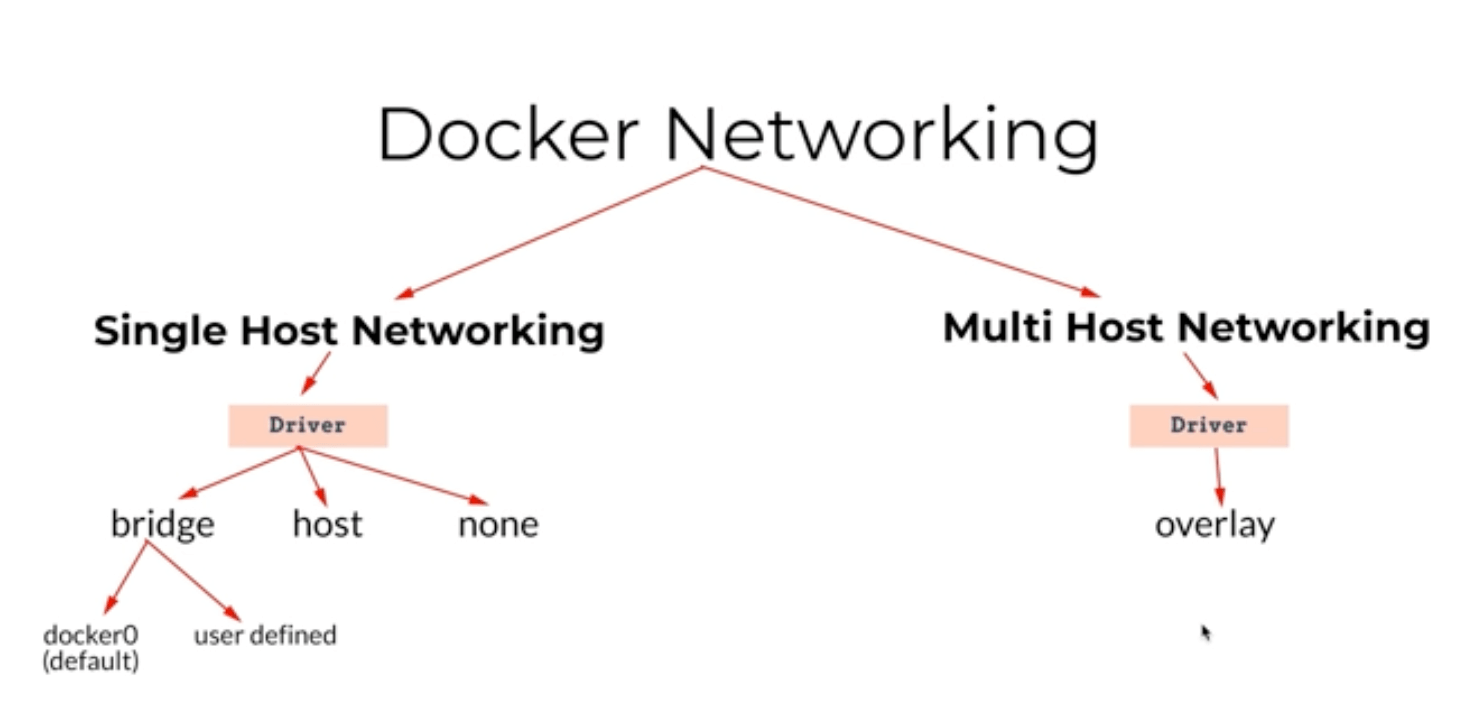 Docker Networking
Single Host Networking
Multi Host Networking
Driver
Driver
bridge
host
none
overlay
docker0
(default)
user defined